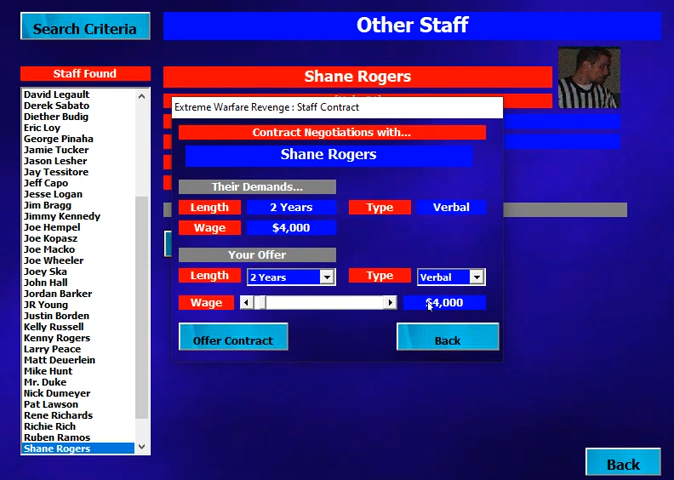 Search Criteria
Other Staff
Staff Found
David Legault
Derek Sabato
Diether Budig
Eric Loy
George Pinaha
Jamie Tucker
Jason Lesher
Jay Tessitore
Jeff Capo
Jesse Logan
Jim Bragg
Jimmy Kennedy
Joe Hempel
Joe Kopasz
Joe Macko
Joe Wheeler
Joey Ska
John Hall
Jordan Barker
JR Young
Justin Borden
Kelly Russell
Kenny Rogers
Larry Peace
Matt Deuerlein
Mike Hunt
Mr. Duke
Nick Dumeyer
Pat Lawson
Rene Richards
Richie Rich
Ruben Ramos
Shane Rogers
Shane Rogers
Extreme Warfare Revenge : Staff Contract
Contract Negotiations with...
Shane Rogers
Their Demands...
Length 2 Years Type Verbal
Wage $4,000
Your Offer
Length 2 Years Type Verbal
Wage $4,000
Offer Contract Back
Back